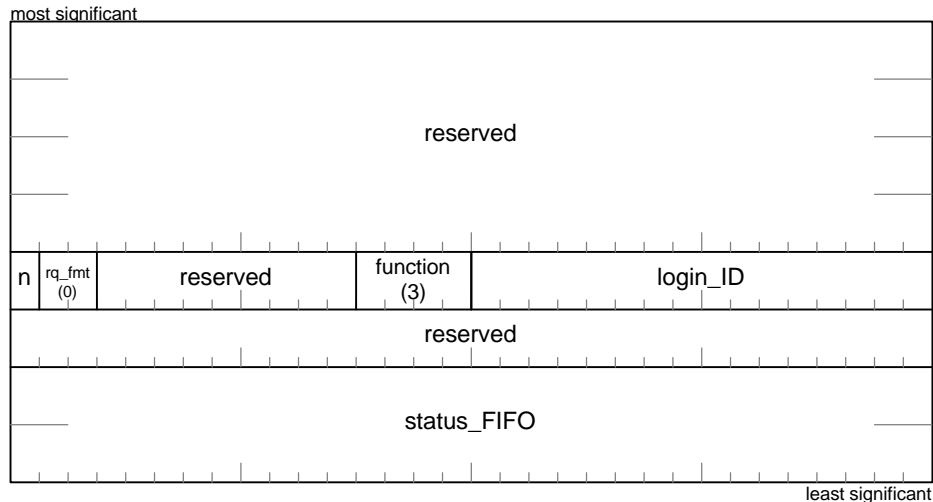 most significant
reserved
n
rq_fmt
(0)
reserved
function
(3)
login_ID
reserved
status_FIFO
least significant